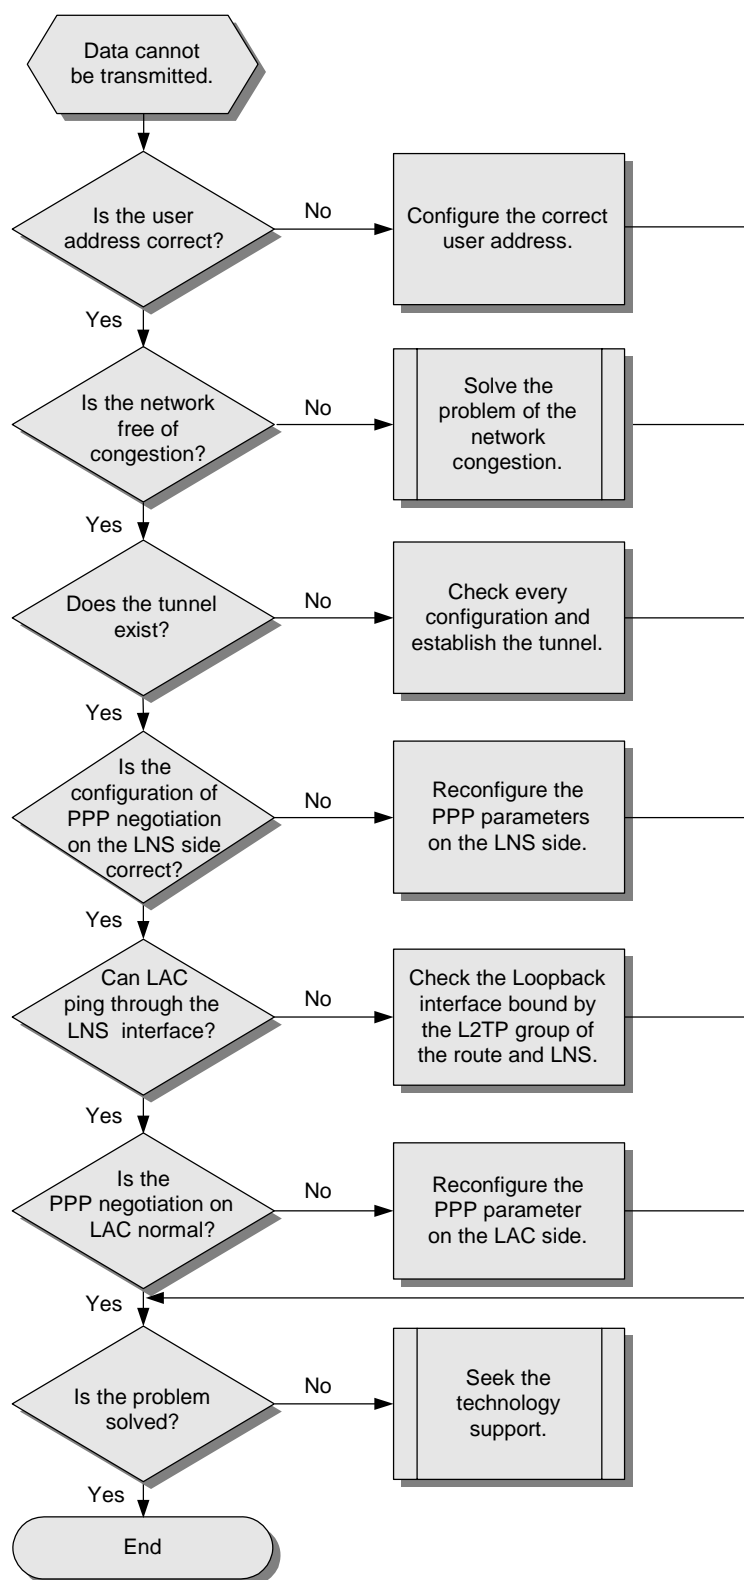 Data cannot
be transmitted.
Is the user
address correct?
No
Configure the correct
user address.
Yes
Is the network
free of
congestion?
No
Solve the
problem of the
network
congestion.
Yes
Does the tunnel
exist?
No
Check every
configuration and
establish the tunnel.
Yes
Is the
configuration of
PPP negotiation
on the LNS side
correct?
No
Reconfigure the
PPP parameters
on the LNS side.
Yes
Can LAC
ping through the
LNS interface?
No
Check the Loopback
interface bound by
the L2TP group of
the route and LNS.
Yes
Is the
PPP negotiation on
LAC normal?
No
Reconfigure the
PPP parameter
on the LAC side.
Yes
Is the problem
solved?
No
Seek the
technology
support.
Yes
End